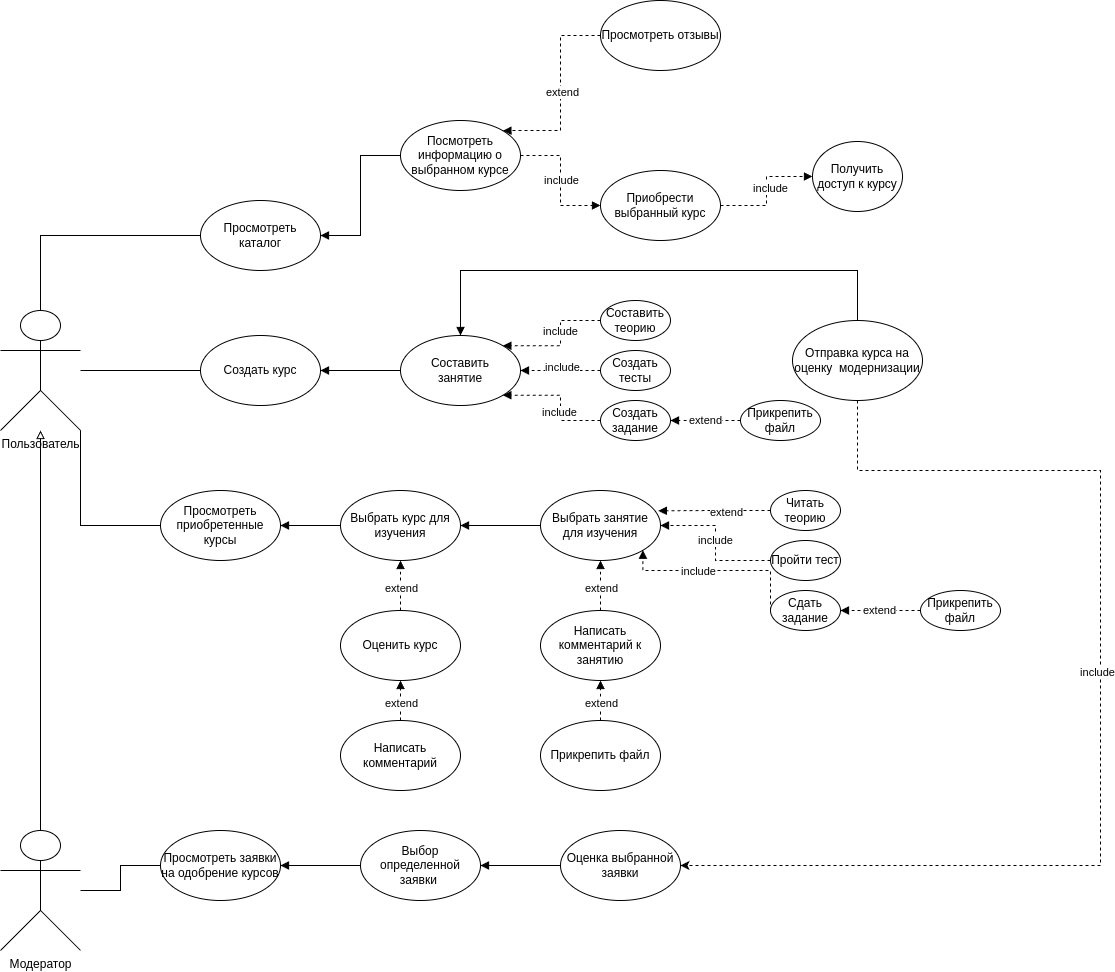 Просмотреть отзывы
extend
Посмотреть
информацию о
выбранном курсе
include
Приобрести
выбранный курс
include
Получить
доступ к курсу
Просмотреть
каталог
Создать курс
Составить
занятие
include
Составить
теорию
include
Создать
тесты
include
Создать
задание
extend
Прикрепить
файл
Отправка курса на
оценку модернизации
Пользователь
Просмотреть
приобретенные
курсы
Выбрать курс для
изучения
Выбрать занятие
для изучения
extend
Читать
теорию
include
Пройти тест
include
Сдать
задание
extend
Прикрепить
файл
extend
extend
Оценить курс
Написать
комментарий к
занятию
include
extend
extend
Написать
комментарий
Прикрепить файл
Просмотреть заявки
на одобрение курсов
Выбор
определенной
заявки
Оценка выбранной
заявки
Модератор